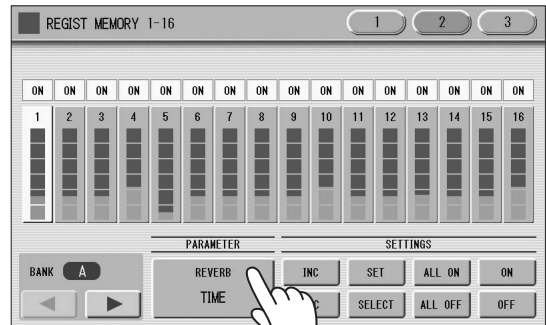 REGIST MEMORY 1-16 1 2 3
ON ON ON ON ON ON ON ON ON ON ON ON ON ON ON ON
1 2 3 4 5 6 7 8 9 10 11 12 13 14 15 16
PARAMETER SETTINGS
BANK A REVERB INC SET ALL ON ON
TIME C SELECT ALL OFF OFF